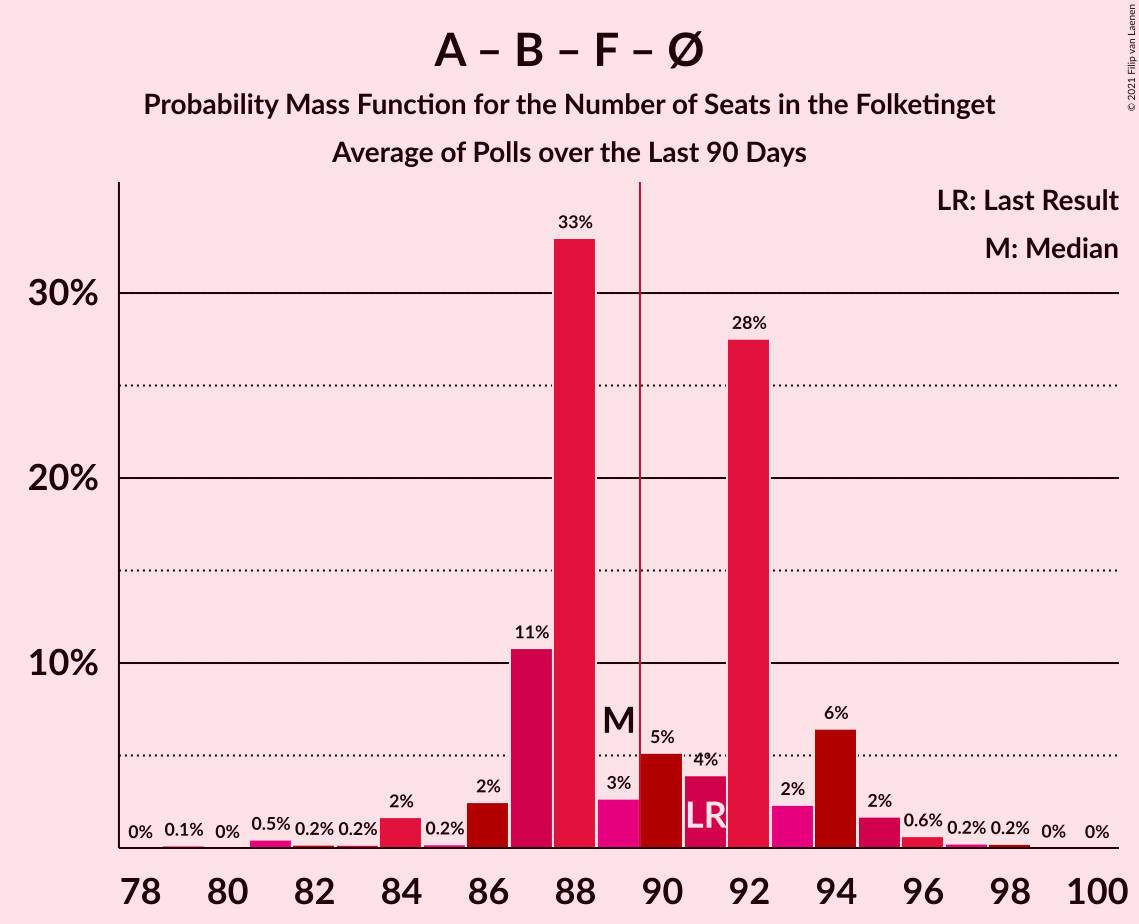 A – B – F – Ø
Probability Mass Function for the Number of Seats in the Folketinget
Average of Polls over the Last 90 Days
© 2021 Filip van Laenen
LR: Last Result
M: Median
30%
20%
10%
0%
0.1%
0%
0.5%
0.2%
0.2%
2%
0.2%
2%
11%
33%
M
3%
5%
4%
LR
28%
2%
6%
2%
0.6%
0.2%
0.2%
0%
0%
78 80 82 84 86 88 90 92 94 96 98 100